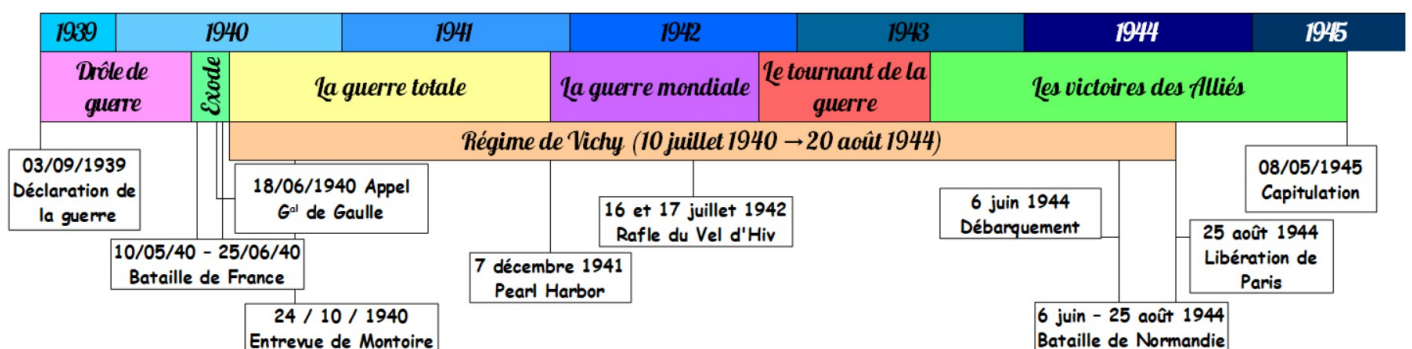 1939 1940 1941 1942 1943 1944 1945
Drôle de
guerre
Exode
La guerre totale
La guerre mondiale
Le tournant de la
guerre
Les victoires des Alliés
Régime de Vichy (10 juillet 1940 → 20 août 1944)
03/09/1939
Déclaration de
la guerre
10/05/40 - 25/06/40
Bataille de France
18/06/1940 Appel
Gal de Gaulle
24 / 10 / 1940
Entrevue de Montoire
7 décembre 1941
Pearl Harbor
16 et 17 juillet 1942
Rafle du Vel d'Hiv
6 juin 1944
Débarquement
6 juin - 25 août 1944
Bataille de Normandie
25 août 1944
Libération de
Paris
08/05/1945
Capitulation